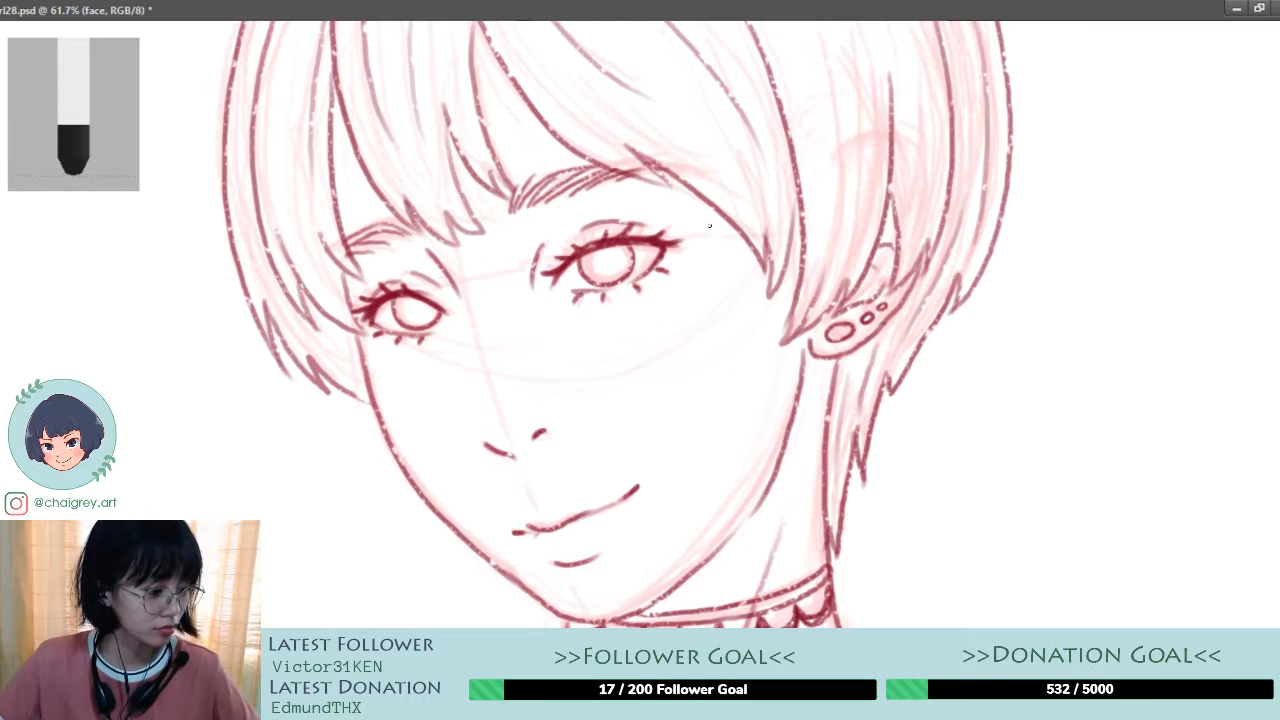 rl28.psd @ 61.7% (face, RGB/8) *
@chaigrey.art
LATEST FOLLOWER
Victor31KEN
LATEST DONATION
EdmundTHX
>>FOLLOWER GOAL<<
17 / 200 Follower Goal
>>DONATION GOAL<<
532 / 5000